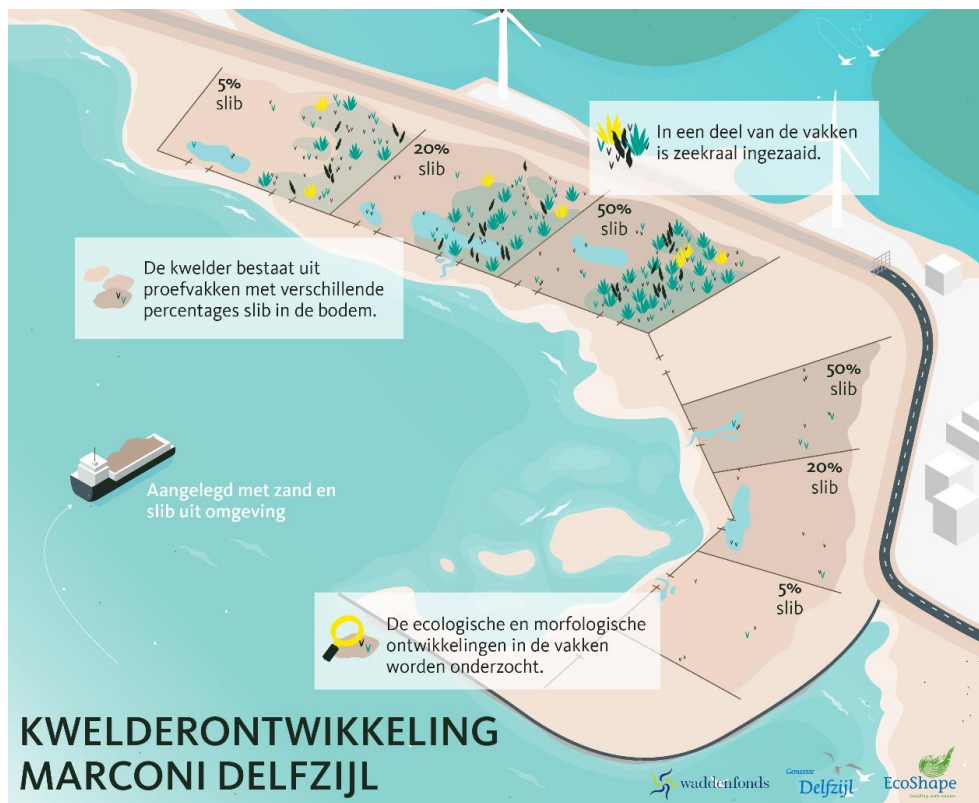 5%
slib
20%
slib
50%
slib
In een deel van de vakken
is zeekraal ingezaaid.
De kwelder bestaat uit
proefvakken met verschillende
percentages slib in de bodem.
50%
slib
20%
slib
5%
slib
Aangelegd met zand en
slib uit omgeving
De ecologische en morfologische
ontwikkelingen in de vakken
worden onderzocht.
KWELDERONTWIKKELING
MARCONI DELFZIJL
waddenfonds
Gemeente
Delfzijl
EcoShape
building with nature